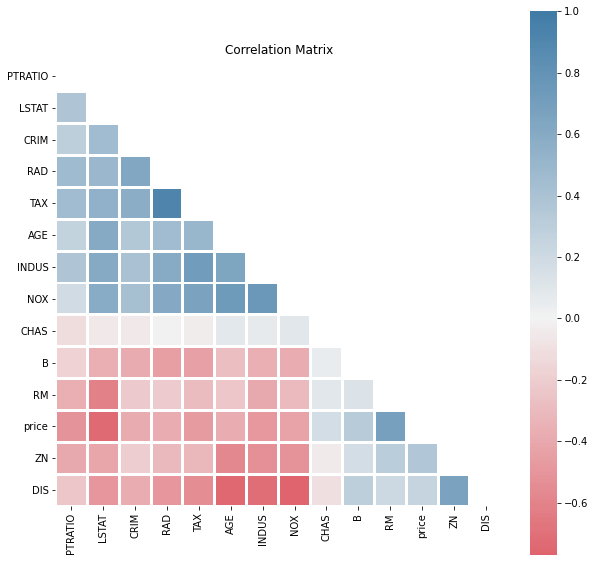 Correlation Matrix
PTRATIO
LSTAT
CRIM
RAD
TAX
AGE
INDUS
NOX
CHAS
B
RM
price
ZN
DIS
PTRATIO
LSTAT
CRIM
RAD
TAX
AGE
INDUS
NOX
CHAS
B
RM
price
ZN
DIS
1.0
0.8
0.6
0.4
0.2
0.0
−0.2
−0.4
−0.6